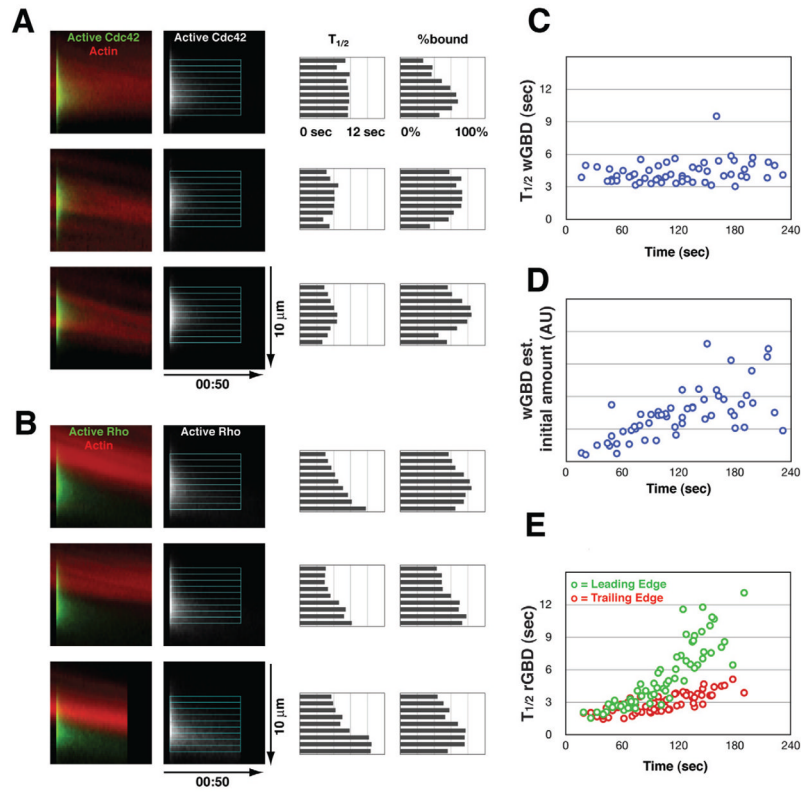 A
Active Cdc42
Actin
Active Cdc42
T1/2
%bound
0 sec 12 sec
0% 100%
10 µm
00:50
B
Active Rho
Actin
Active Rho
10 µm
00:50
C
T1/2 wGBD (sec)
12
9
6
3
0
0 60 120 180 240
Time (sec)
D
wGBD est.
initial amount (AU)
0 60 120 180 240
Time (sec)
E
= Leading Edge
= Trailing Edge
T1/2 rGBD (sec)
12
9
6
3
0
0 60 120 180 240
Time (sec)